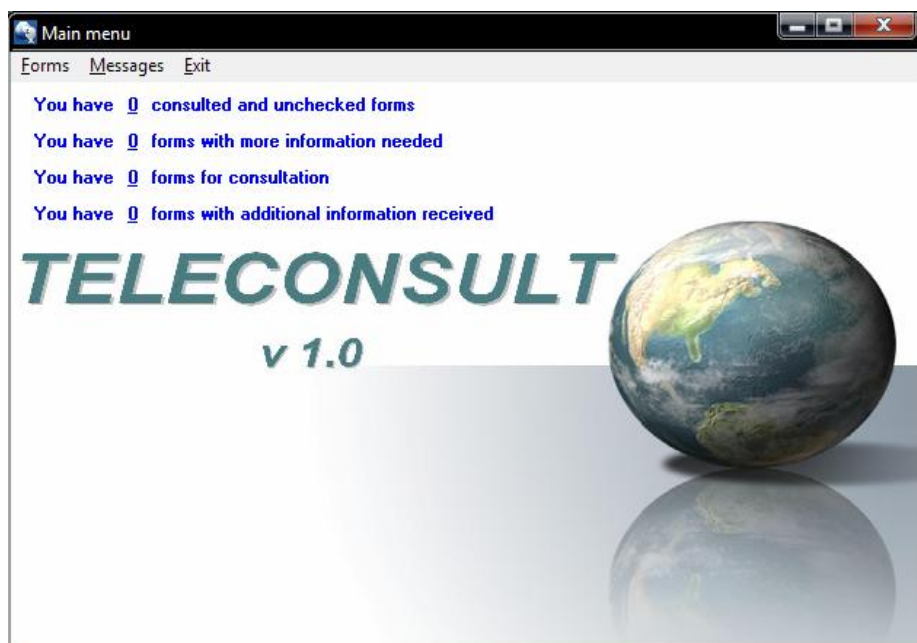 Main menu
Forms Messages Exit
You have 0 consulted and unchecked forms
You have 0 forms with more information needed
You have 0 forms for consultation
You have 0 forms with additional information received
TELECONSULT
v 1.0